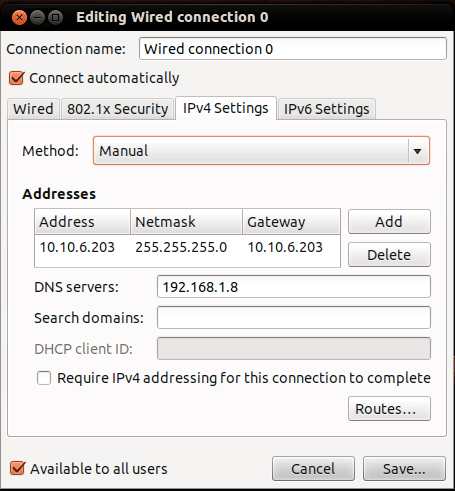 Editing Wired connection 0
Connection name: Wired connection 0
Connect automatically
Wired 802.1x Security IPv4 Settings IPv6 Settings
Method: Manual
Addresses
Address Netmask Gateway Add
10.10.6.203 255.255.255.0 10.10.6.203
Delete
DNS servers: 192.168.1.8
Search domains:
DHCP client ID:
Require IPv4 addressing for this connection to complete
Routes...
Available to all users Cancel Save...